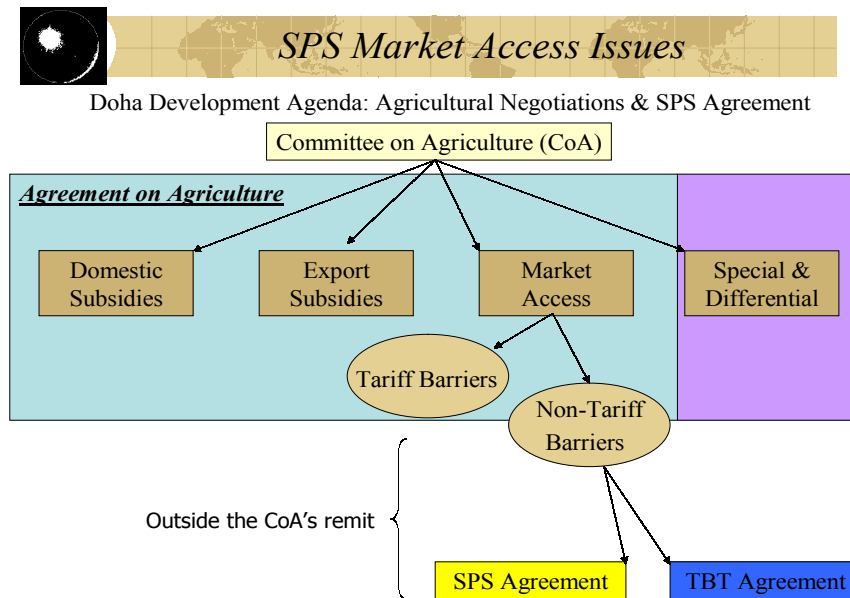 SPS Market Access Issues
Doha Development Agenda: Agricultural Negotiations & SPS Agreement
Committee on Agriculture (CoA)
Agreement on Agriculture
Domestic
Subsidies
Export
Subsidies
Market
Access
Special &
Differential
Tariff Barriers
Non-Tariff
Barriers
Outside the CoA's remit
SPS Agreement
TBT Agreement